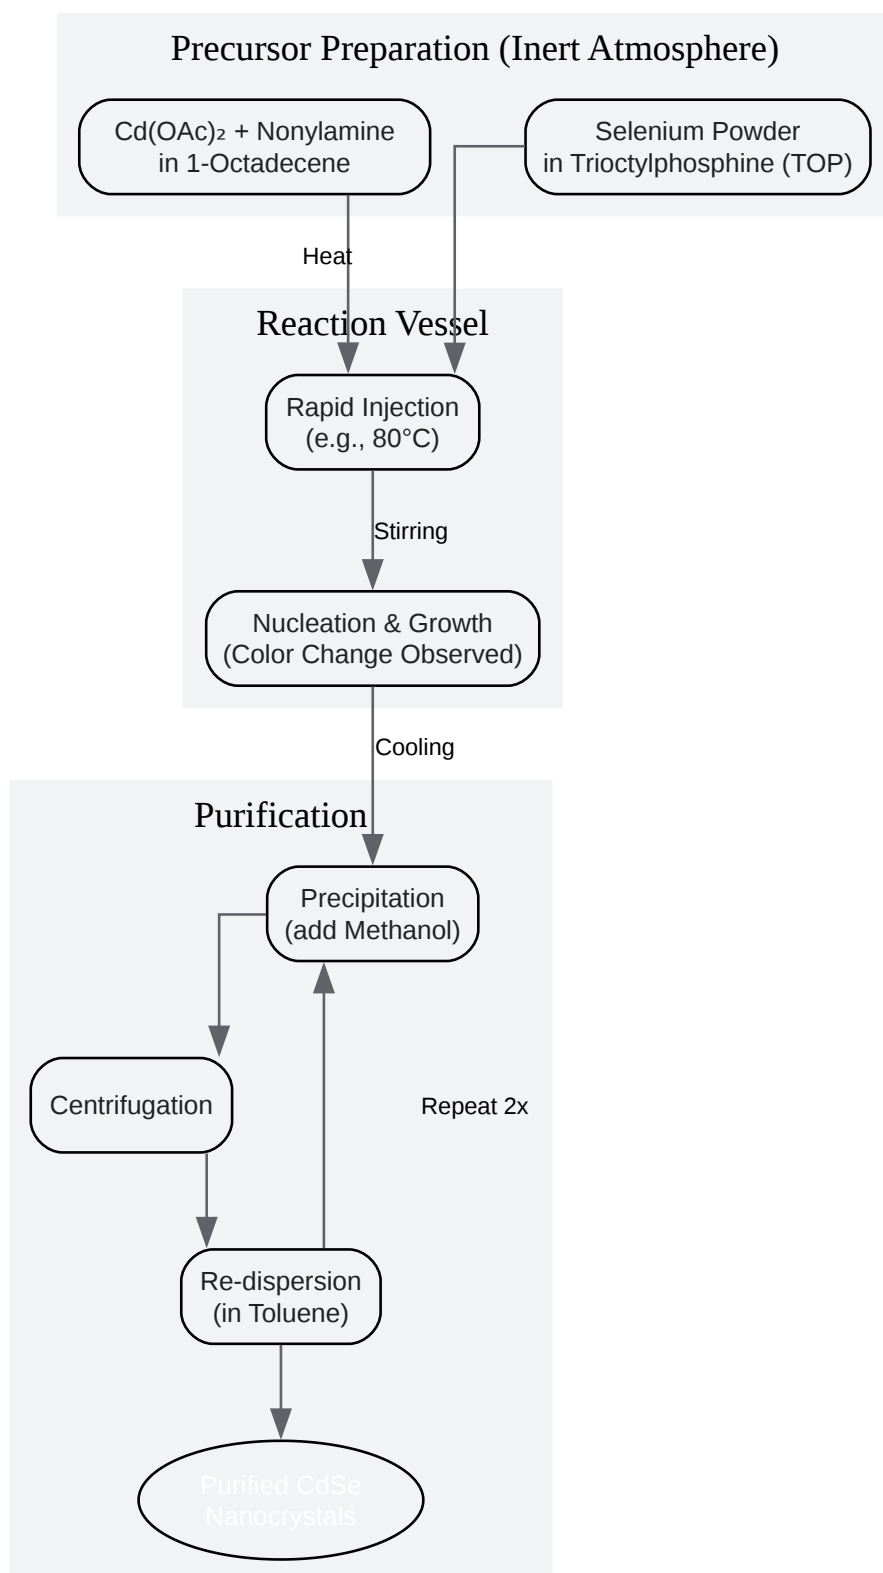 Precursor Preparation (Inert Atmosphere)
Cd(OAc)₂ + Nonylamine
in 1-Octadecene
Selenium Powder
in Trioctylphosphine (TOP)
Heat
Reaction Vessel
Rapid Injection
(e.g., 80°C)
Stirring
Nucleation & Growth
(Color Change Observed)
Cooling
Purification
Precipitation
(add Methanol)
Centrifugation
Repeat 2x
Re-dispersion
(in Toluene)
Purified CdSe
Nanocrystals